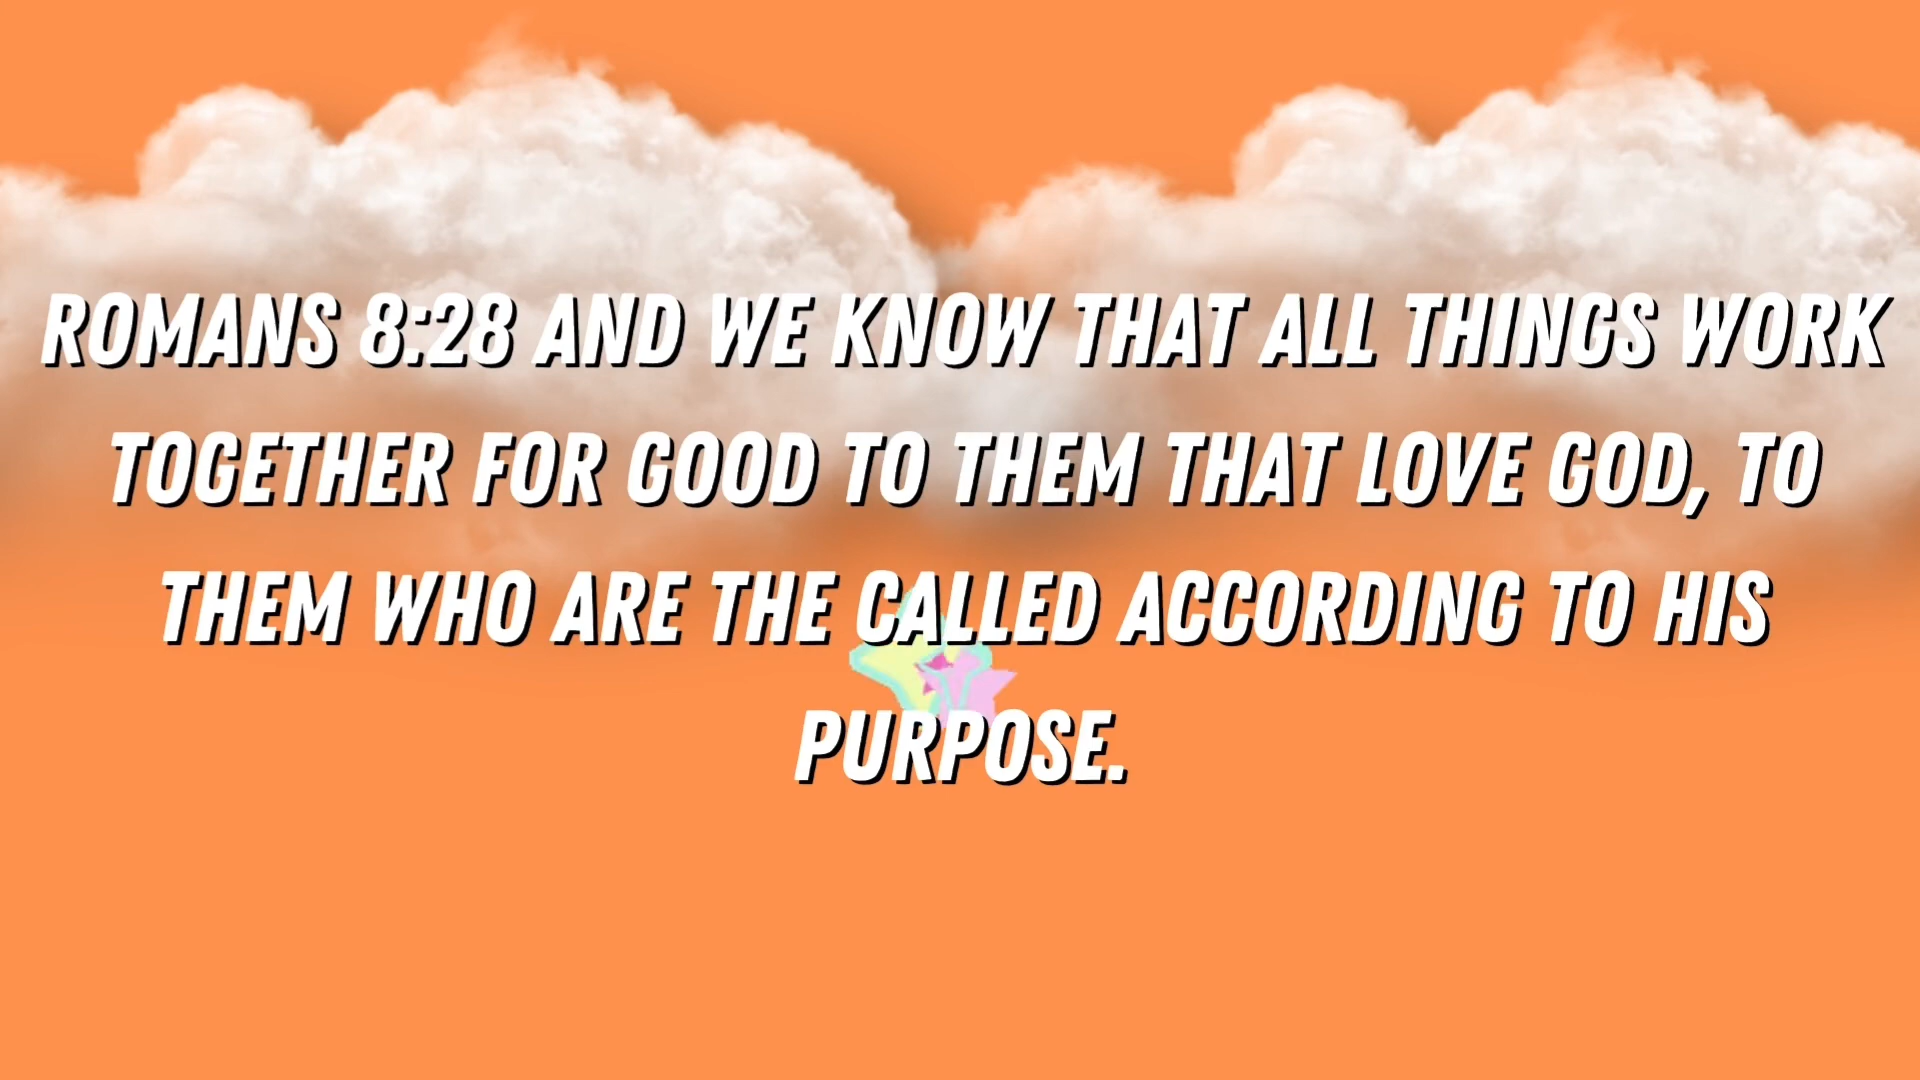 ROMANS 8:28 AND WE KNOW THAT ALL THINGS WORK
TOGETHER FOR GOOD TO THEM THAT LOVE GOD, TO
THEM WHO ARE THE CALLED ACCORDING TO HIS
PURPOSE.